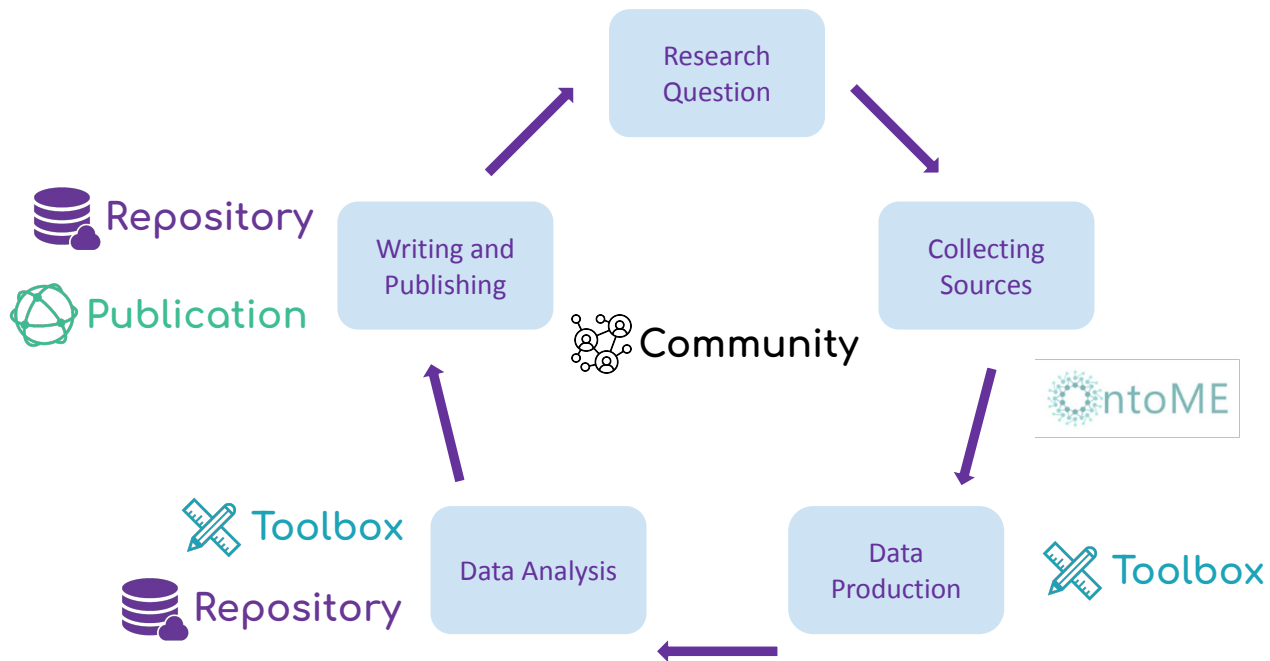 Research
Question
Repository
Writing and
Publishing
Collecting
Sources
Publication
Community
OntoME
Toolbox
Data Analysis
Data
Production
Toolbox
Repository